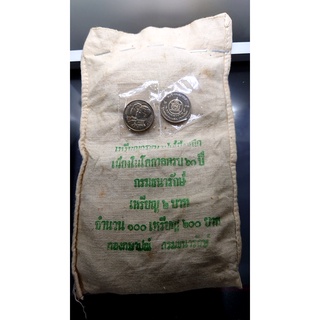 เนื่องในโอกาสครบ ๖๐ ปี
กรมธนารักษ์
เหรียญ ๒ บาท
จำนวน ๑๐๐ เหรียญ ๒๐๐ บาท
กองกษาปณ์ กรมธนารักษ์